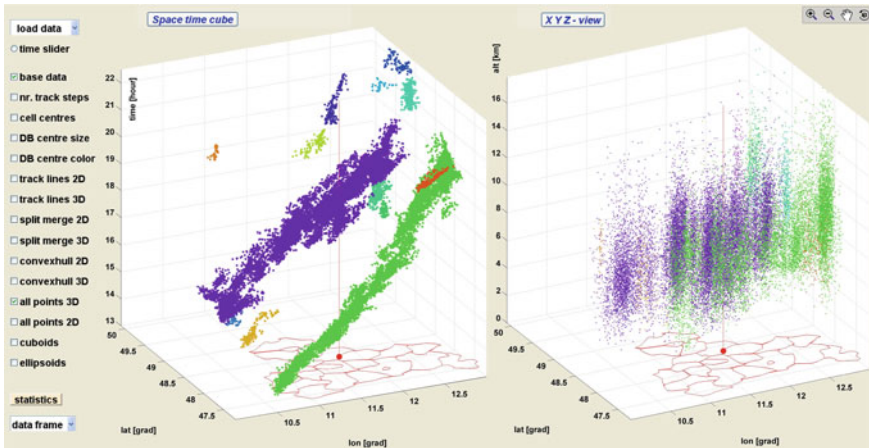 load data
time slider
base data
nr. track steps
cell centres
DB centre size
DB centre color
track lines 2D
track lines 3D
split merge 2D
split merge 3D
convexhull 2D
convexhull 3D
all points 3D
all points 2D
cuboids
ellipsoids
statistics
data frame
Space time cube
time [hour]
22
21
20
19
18
17
16
15
14
13
50
49.5
49
48.5
48
47.5
lat [grad]
10.5
11
11.5
12
12.5
lon [grad]
X Y Z - view
alt [km]
16
14
12
10
8
6
4
2
0
50
49.5
49
48.5
48
47.5
lat [grad]
10.5
11
11.5
12
12.5
lon [grad]